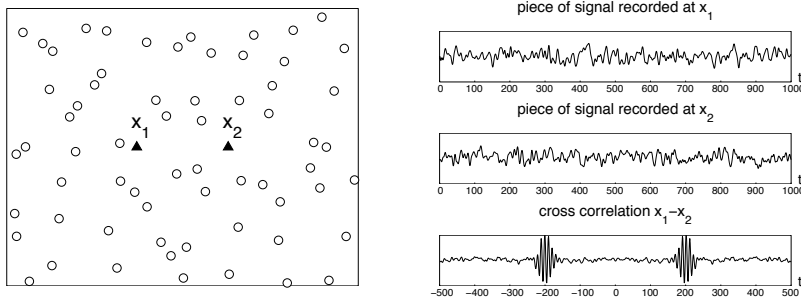 x1 x2
piece of signal recorded at x1
0 100 200 300 400 500 600 700 800 900 1000
t
piece of signal recorded at x2
0 100 200 300 400 500 600 700 800 900 1000
t
cross correlation x1−x2
−500 −400 −300 −200 −100 0 100 200 300 400 500
t